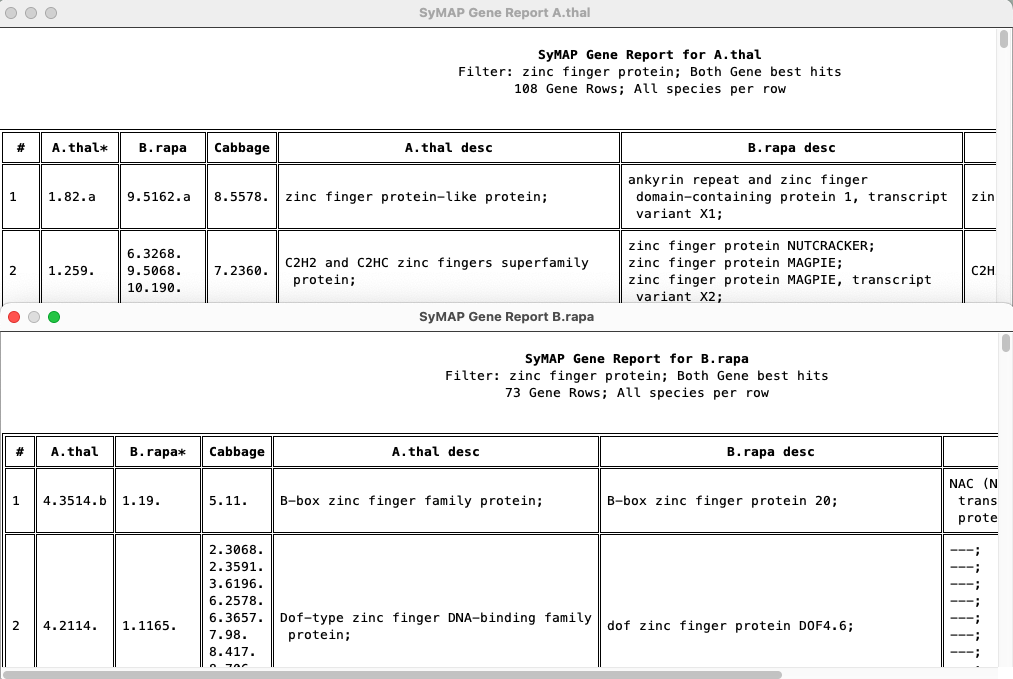 SyMAP Gene Report A.thal
SyMAP Gene Report for A.thal
Filter: zinc finger protein; Both Gene best hits
108 Gene Rows; All species per row
# A.thal* B.rapa Cabbage A.thal desc B.rapa desc
1 1.82.a 9.5162.a 8.5578. zinc finger protein-like protein;
ankyrin repeat and zinc finger
domain-containing protein 1, transcript
variant X1;
zin
2 1.259.
6.3268.
9.5068.
10.190.
7.2360.
C2H2 and C2HC zinc fingers superfamily
protein;
zinc finger protein NUTCRACKER;
zinc finger protein MAGPIE;
zinc finger protein MAGPIE, transcript
variant X2;
C2H
SyMAP Gene Report B.rapa
SyMAP Gene Report for B.rapa
Filter: zinc finger protein; Both Gene best hits
73 Gene Rows; All species per row
# A.thal B.rapa* Cabbage A.thal desc B.rapa desc
1 4.3514.b 1.19. 5.11. B-box zinc finger family protein; B-box zinc finger protein 20;
NAC (N
trans
prote
2 4.2114. 1.1165.
2.3068.
2.3591.
3.6196.
6.2578.
6.3657.
7.98.
8.417.
Dof-type zinc finger DNA-binding family
protein;
dof zinc finger protein DOF4.6;
---;
---;
---;
---;
---;
---;
---;